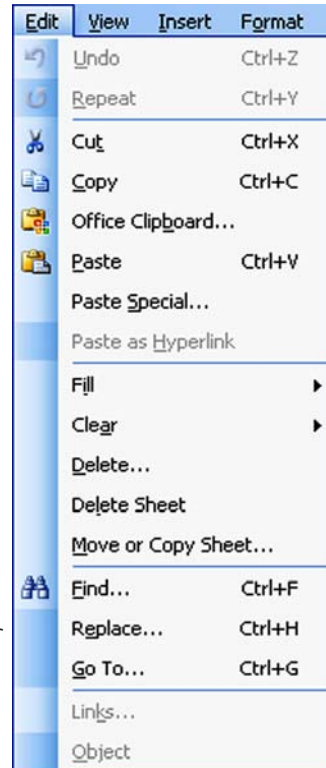 Edit View Insert Format
Undo Ctrl+Z
Repeat Ctrl+Y
Cut Ctrl+X
Copy Ctrl+C
Office Clipboard...
Paste Ctrl+V
Paste Special...
Paste as Hyperlink
Fill
Clear
Delete...
Delete Sheet
Move or Copy Sheet...
Find... Ctrl+F
Replace... Ctrl+H
Go To... Ctrl+G
Links...
Object